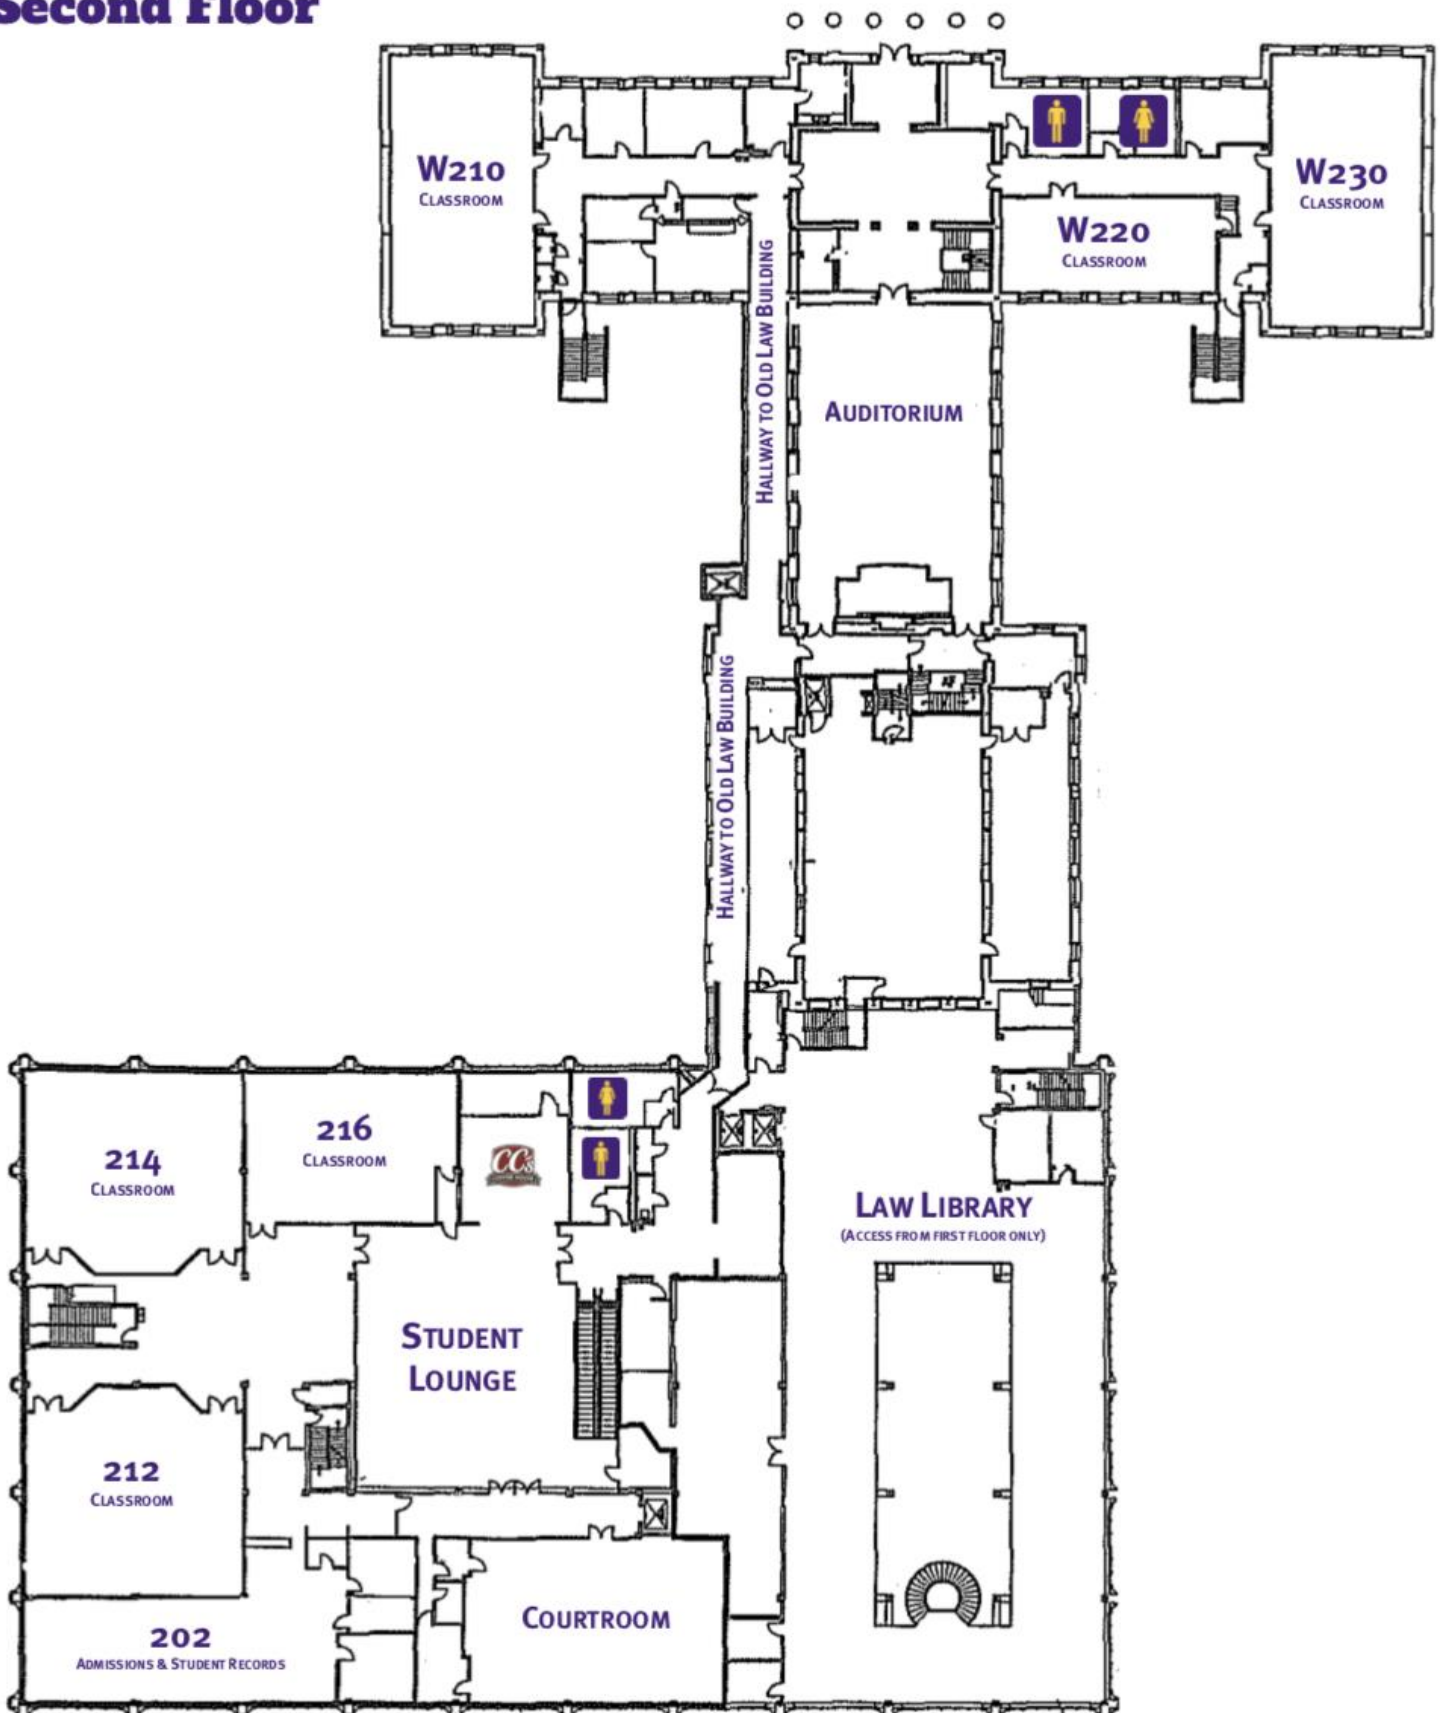 Second Floor
W210
CLASSROOM
W230
CLASSROOM
W220
CLASSROOM
HALLWAY TO OLD LAW BUILDING
AUDITORIUM
HALLWAY TO OLD LAW BUILDING
214
CLASSROOM
216
CLASSROOM
CC's
LAW LIBRARY
(ACCESS FROM FIRST FLOOR ONLY)
STUDENT
LOUNGE
212
CLASSROOM
202
ADMISSIONS & STUDENT RECORDS
COURTROOM